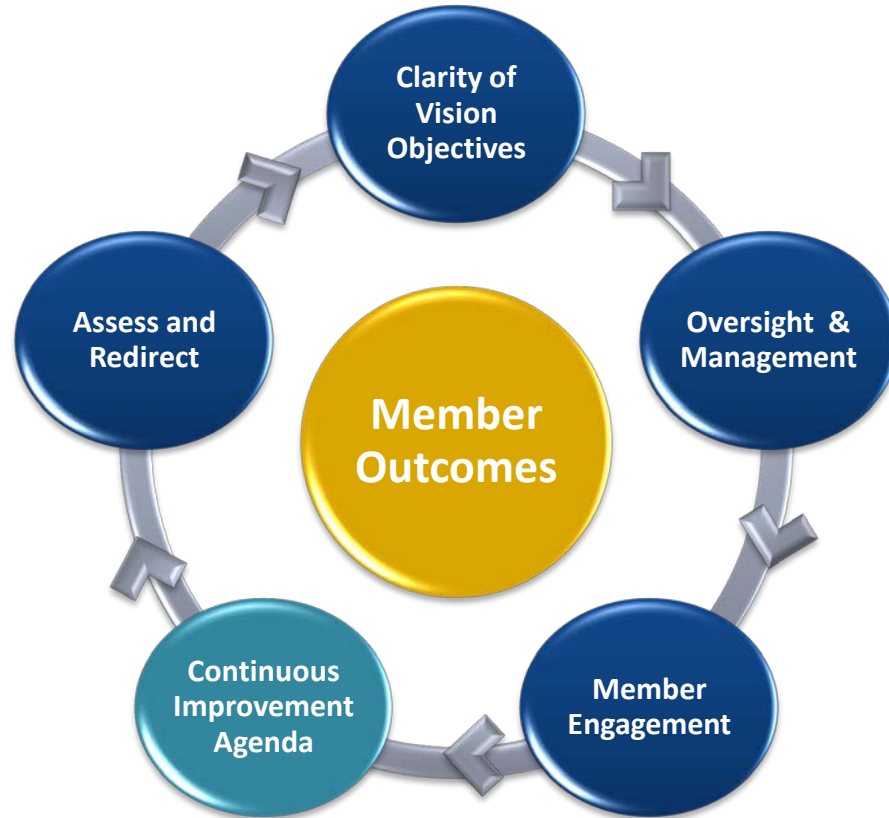 Clarity of
Vision
Objectives
Oversight &
Management
Member
Engagement
Continuous
Improvement
Agenda
Assess and
Redirect
Member
Outcomes